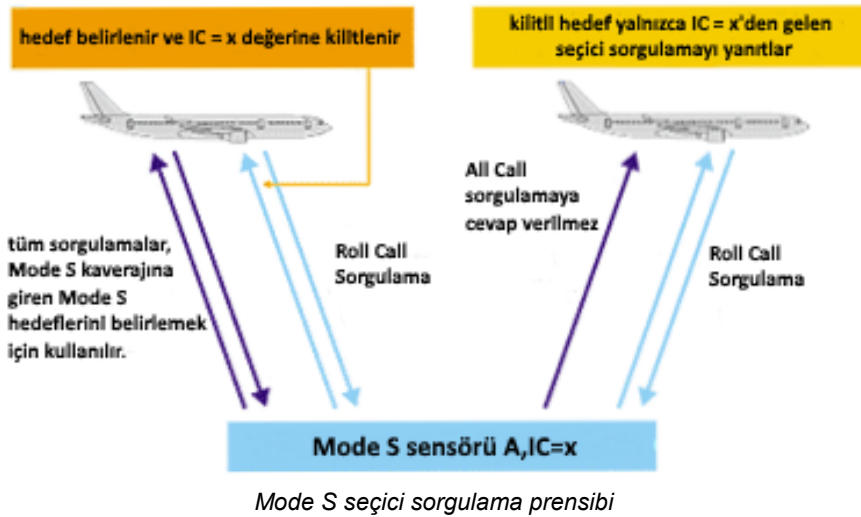 hedef belirlenir ve IC = x değerine kilitlenir
kilitli hedef yalnızca IC = x'den gelen
seçici sorgulamayı yanıtlar
tüm sorgulamalar,
Mode S kaverajına
giren Mode S
hedeflerini belirlemek
için kullanılır.
Roll Call
Sorgulama
All Call
sorgulamaya
cevap verilmez
Roll Call
Sorgulama
Mode S sensörü A,IC=x
Mode S seçici sorgulama prensibi